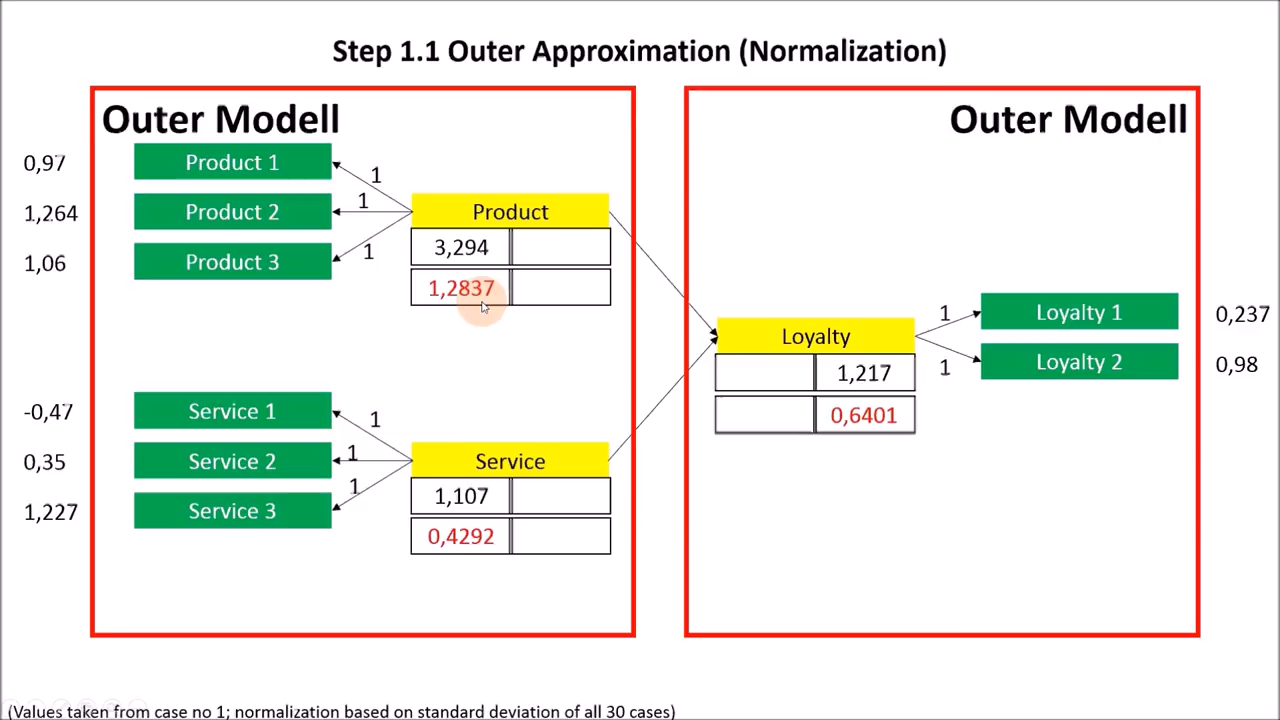 Step 1.1 Outer Approximation (Normalization)
Outer Modell
0,97
Product 1
1
1,264
Product 2
1
1,06
Product 3
1
Product
3,294
1,2837
-0,47
Service 1
1
0,35
Service 2
1
1,227
Service 3
1
Service
1,107
0,4292
Outer Modell
Loyalty
1,217
0,6401
1
Loyalty 1
0,237
1
Loyalty 2
0,98
(Values taken from case no 1; normalization based on standard deviation of all 30 cases)